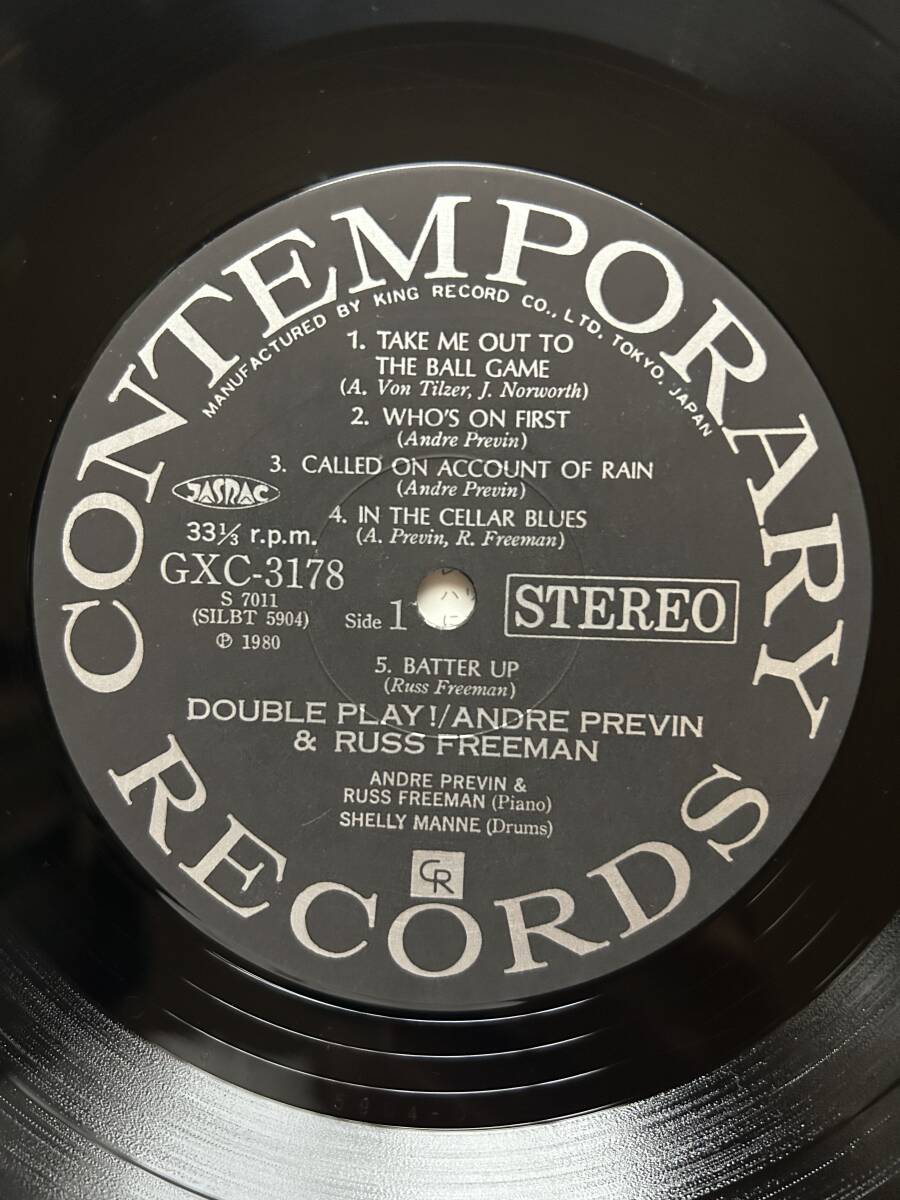 CONTEMPORARY
MANUFACTURED BY KING RECORD CO., LTD. TOKYO, JAPAN
1. TAKE ME OUT TO
THE BALL GAME
(A. Von Tilzer, J. Norworth)
2. WHO'S ON FIRST
(Andre Previn)
3. CALLED ON ACCOUNT OF RAIN
(Andre Previn)
JASRAC
4. IN THE CELLAR BLUES
(A. Previn, R. Freeman)
33⅓ r.p.m.
GXC-3178
S 7011
(SILBT 5904)
℗ 1980
Side 1
STEREO
5. BATTER UP
(Russ Freeman)
DOUBLE PLAY!/ANDRE PREVIN
& RUSS FREEMAN
ANDRE PREVIN &
RUSS FREEMAN (Piano)
SHELLY MANNE (Drums)
CR
RECORDS